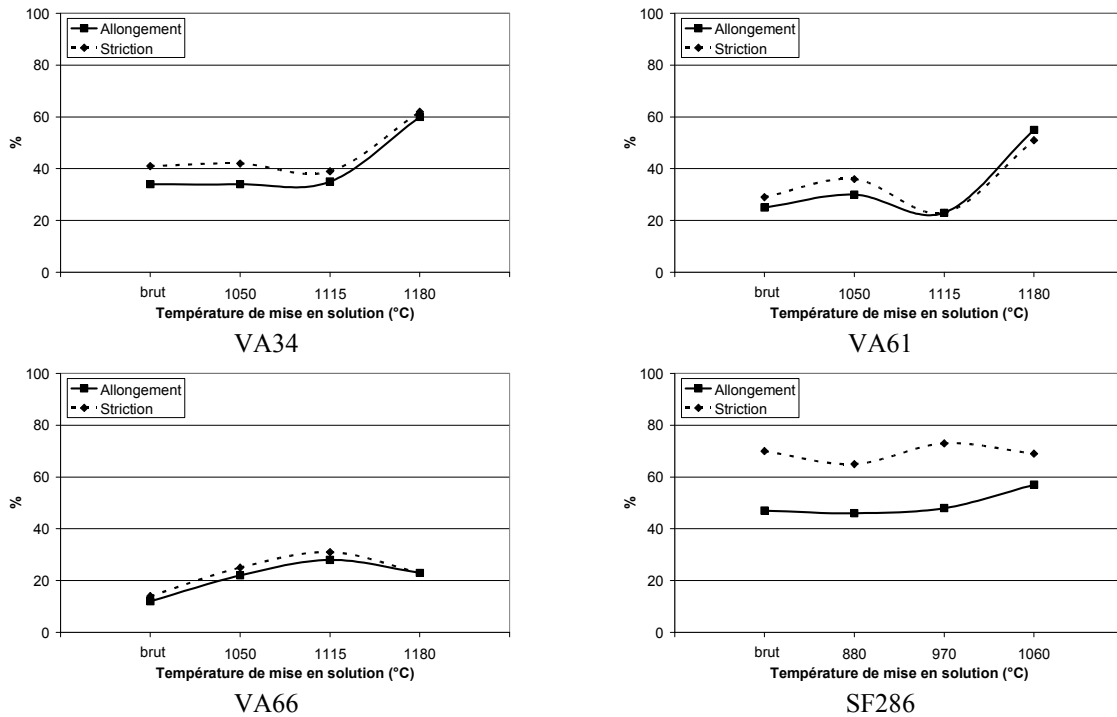 100
80
60
40
20
0
%
Allongement
Striction
brut 1050 1115 1180
Température de mise en solution (°C)
VA34
100
80
60
40
20
0
%
Allongement
Striction
brut 1050 1115 1180
Température de mise en solution (°C)
VA61
100
80
60
40
20
0
%
Allongement
Striction
brut 1050 1115 1180
Température de mise en solution (°C)
VA66
100
80
60
40
20
0
%
Allongement
Striction
brut 880 970 1060
Température de mise en solution (°C)
SF286